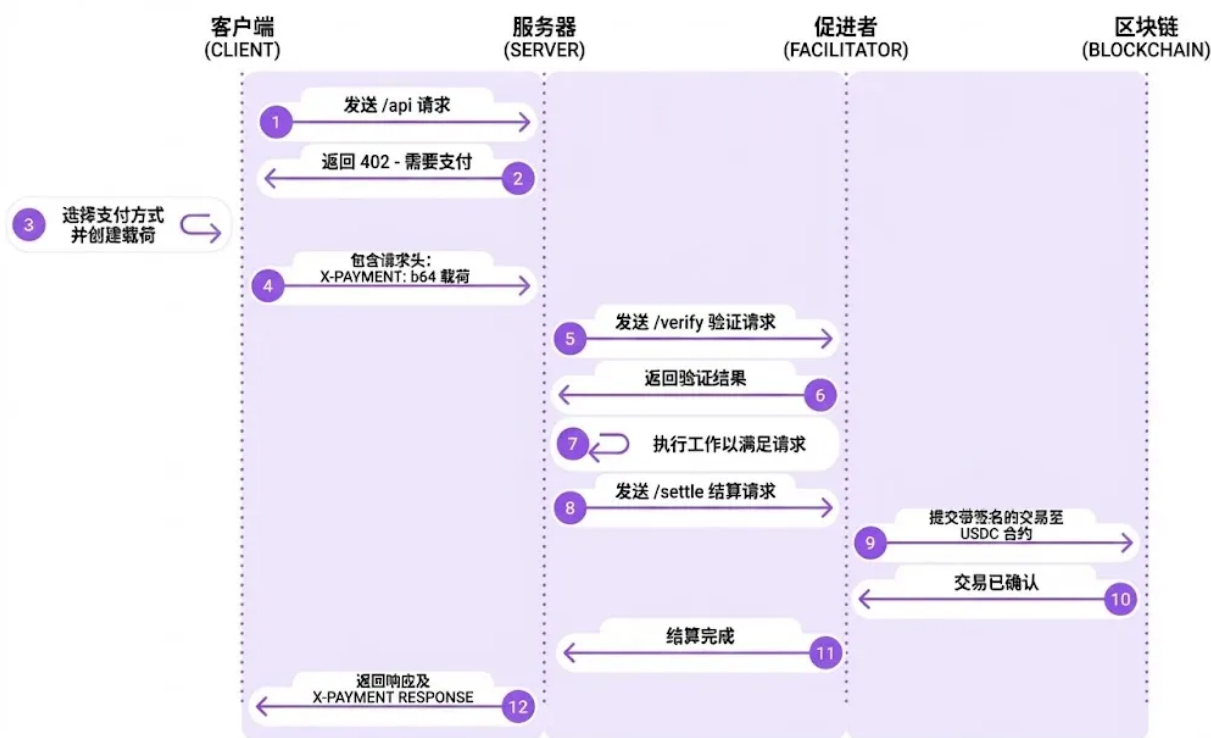 客户端
(CLIENT)
服务器
(SERVER)
促进者
(FACILITATOR)
区块链
(BLOCKCHAIN)
发送 /api 请求
1
返回 402 - 需要支付
2
3
选择支付方式
并创建载荷
包含请求头:
X-PAYMENT: b64 载荷
4
发送 /verify 验证请求
5
返回验证结果
6
7
执行工作以满足请求
发送 /settle 结算请求
8
提交带签名的交易至
USDC 合约
9
交易已确认
10
结算完成
11
返回响应及
X-PAYMENT RESPONSE
12